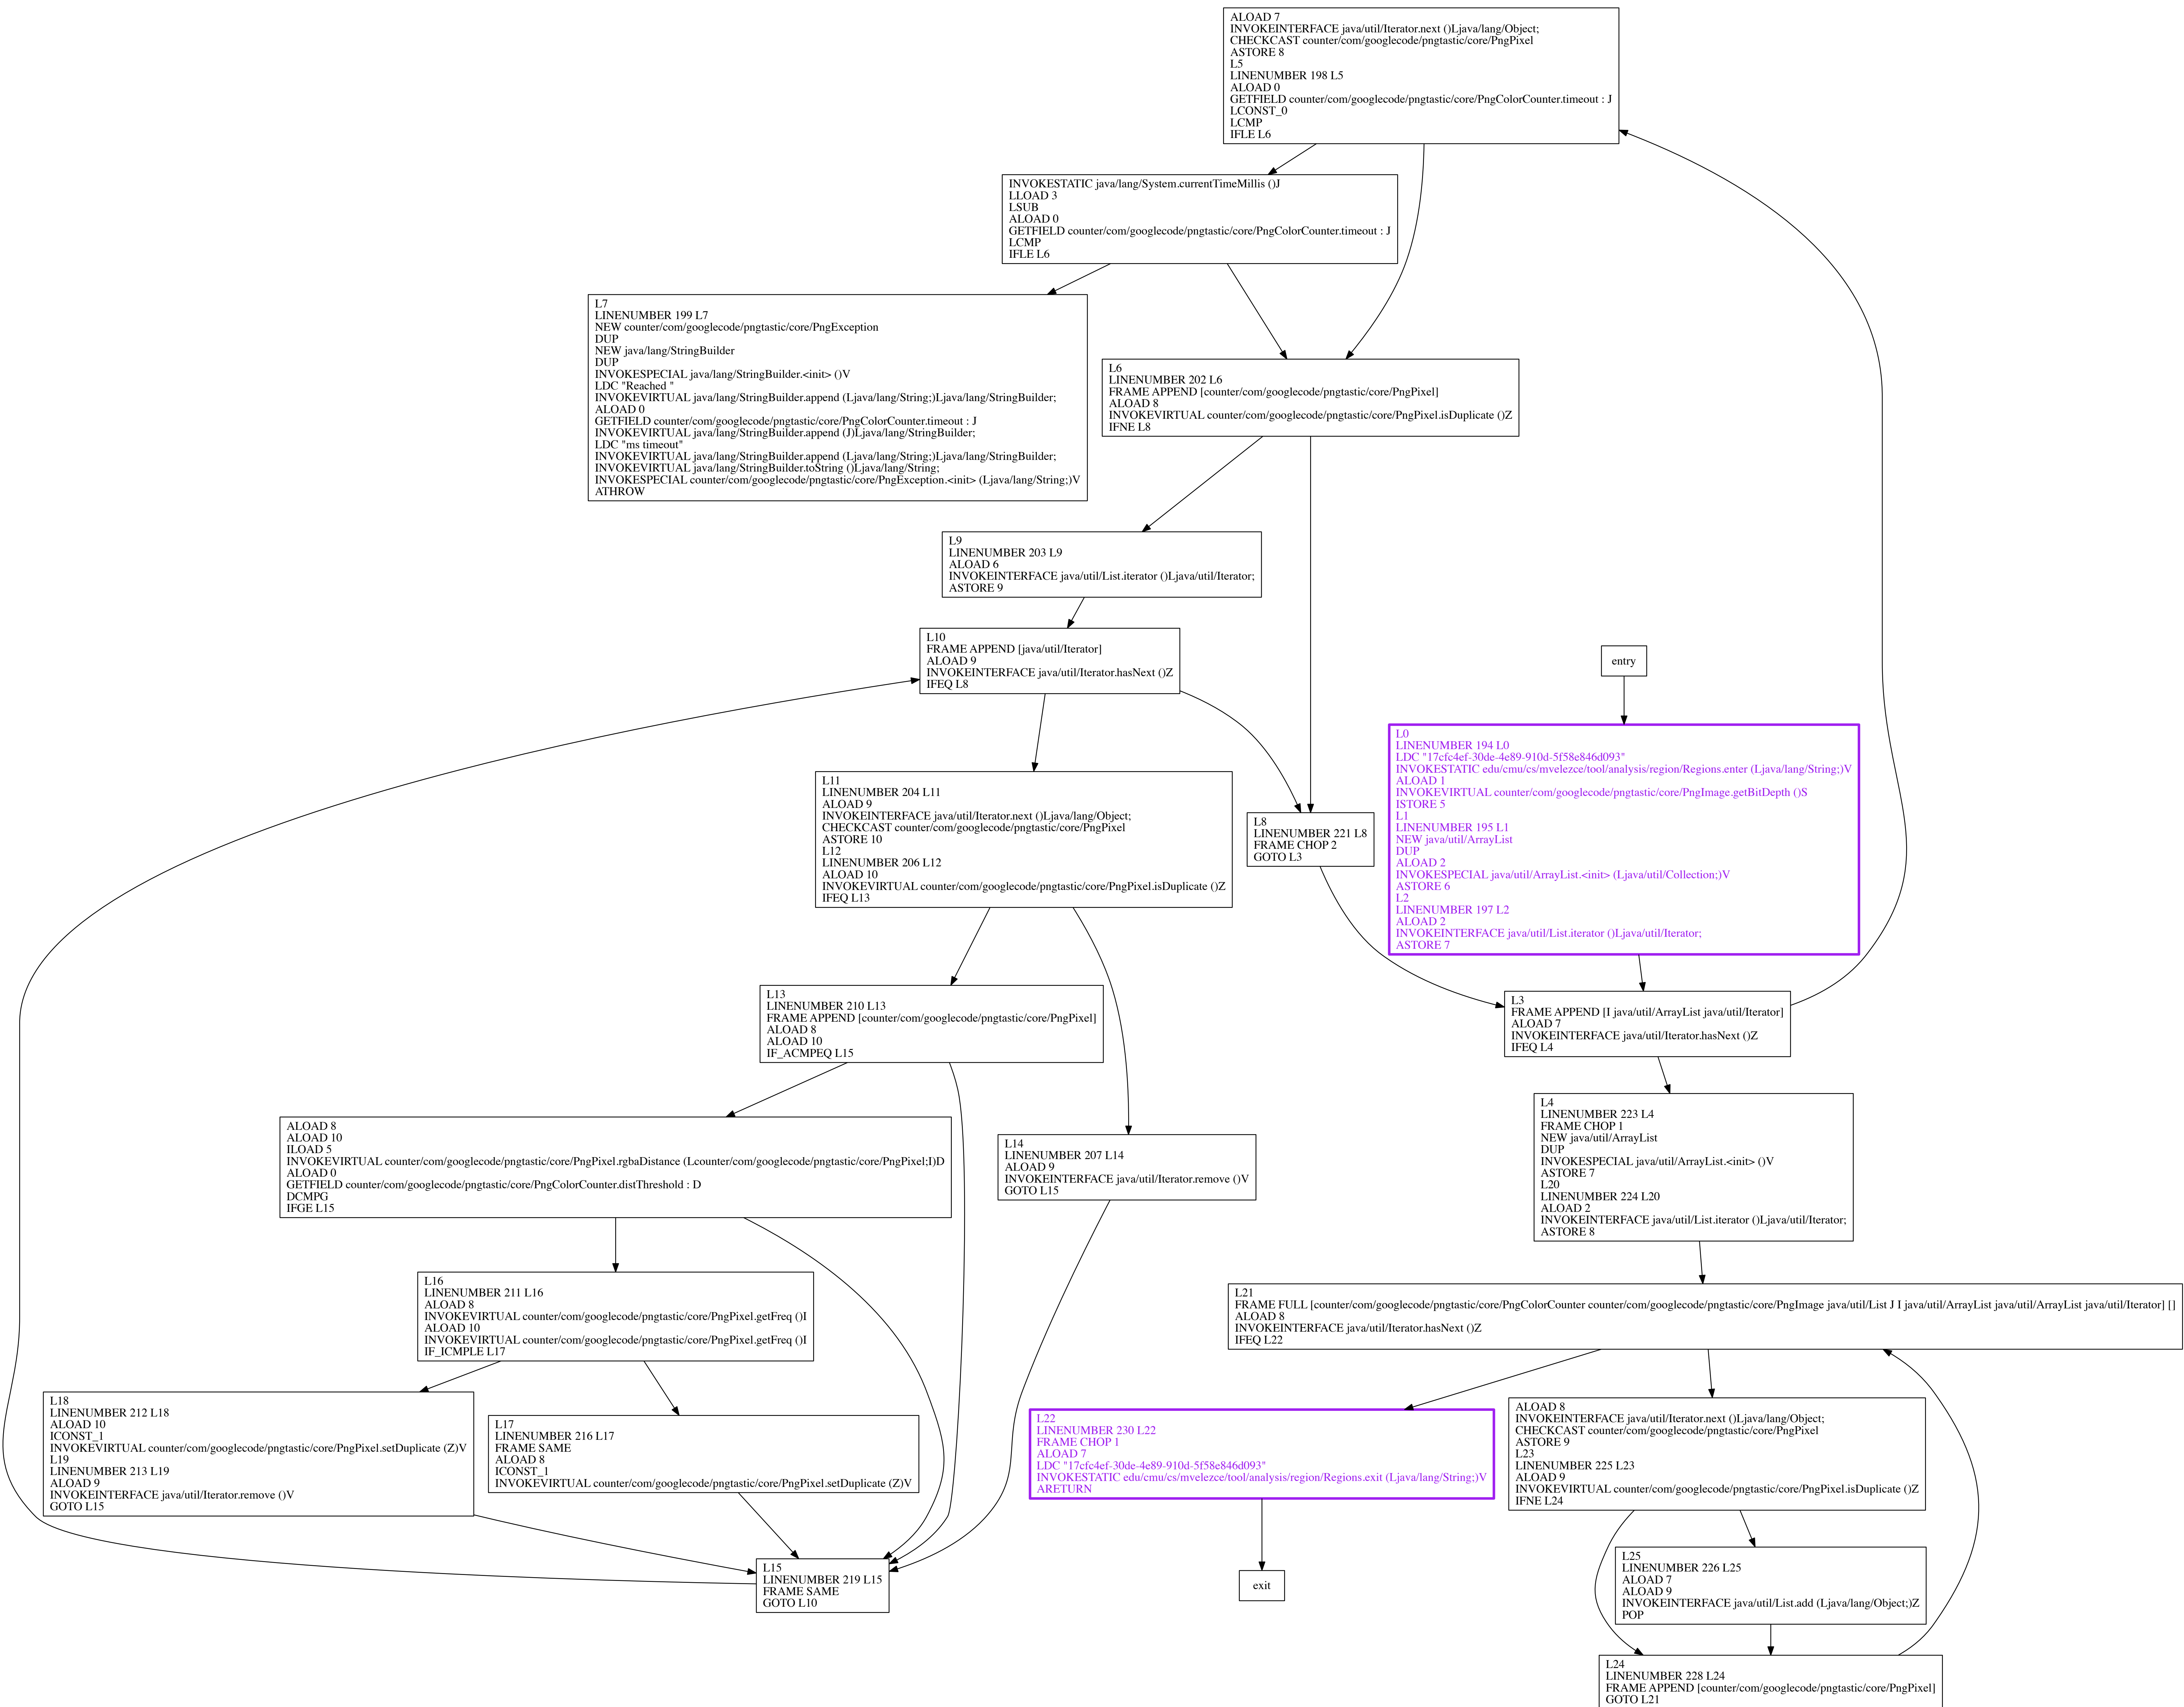 ALOAD 7
INVOKEINTERFACE java/util/Iterator.next ()Ljava/lang/Object;
CHECKCAST counter/com/googlecode/pngtastic/core/PngPixel
ASTORE 8
L5
LINENUMBER 198 L5
ALOAD 0
GETFIELD counter/com/googlecode/pngtastic/core/PngColorCounter.timeout : J
LCONST_0
LCMP
IFLE L6
INVOKESTATIC java/lang/System.currentTimeMillis ()J
LLOAD 3
LSUB
ALOAD 0
GETFIELD counter/com/googlecode/pngtastic/core/PngColorCounter.timeout : J
LCMP
IFLE L6
L7
LINENUMBER 199 L7
NEW counter/com/googlecode/pngtastic/core/PngException
DUP
NEW java/lang/StringBuilder
DUP
INVOKESPECIAL java/lang/StringBuilder.<init> ()V
LDC "Reached "
INVOKEVIRTUAL java/lang/StringBuilder.append (Ljava/lang/String;)Ljava/lang/StringBuilder;
ALOAD 0
GETFIELD counter/com/googlecode/pngtastic/core/PngColorCounter.timeout : J
INVOKEVIRTUAL java/lang/StringBuilder.append (J)Ljava/lang/StringBuilder;
LDC "ms timeout"
INVOKEVIRTUAL java/lang/StringBuilder.append (Ljava/lang/String;)Ljava/lang/StringBuilder;
INVOKEVIRTUAL java/lang/StringBuilder.toString ()Ljava/lang/String;
INVOKESPECIAL counter/com/googlecode/pngtastic/core/PngException.<init> (Ljava/lang/String;)V
ATHROW
L6
LINENUMBER 202 L6
FRAME APPEND [counter/com/googlecode/pngtastic/core/PngPixel]
ALOAD 8
INVOKEVIRTUAL counter/com/googlecode/pngtastic/core/PngPixel.isDuplicate ()Z
IFNE L8
L9
LINENUMBER 203 L9
ALOAD 6
INVOKEINTERFACE java/util/List.iterator ()Ljava/util/Iterator;
ASTORE 9
L10
FRAME APPEND [java/util/Iterator]
ALOAD 9
INVOKEINTERFACE java/util/Iterator.hasNext ()Z
IFEQ L8
entry
L0
LINENUMBER 194 L0
LDC "17cfc4ef-30de-4e89-910d-5f58e846d093"
INVOKESTATIC edu/cmu/cs/mvelezce/tool/analysis/region/Regions.enter (Ljava/lang/String;)V
ALOAD 1
INVOKEVIRTUAL counter/com/googlecode/pngtastic/core/PngImage.getBitDepth ()S
ISTORE 5
L1
LINENUMBER 195 L1
NEW java/util/ArrayList
DUP
ALOAD 2
INVOKESPECIAL java/util/ArrayList.<init> (Ljava/util/Collection;)V
ASTORE 6
L2
LINENUMBER 197 L2
ALOAD 2
INVOKEINTERFACE java/util/List.iterator ()Ljava/util/Iterator;
ASTORE 7
L11
LINENUMBER 204 L11
ALOAD 9
INVOKEINTERFACE java/util/Iterator.next ()Ljava/lang/Object;
CHECKCAST counter/com/googlecode/pngtastic/core/PngPixel
ASTORE 10
L12
LINENUMBER 206 L12
ALOAD 10
INVOKEVIRTUAL counter/com/googlecode/pngtastic/core/PngPixel.isDuplicate ()Z
IFEQ L13
L8
LINENUMBER 221 L8
FRAME CHOP 2
GOTO L3
L13
LINENUMBER 210 L13
FRAME APPEND [counter/com/googlecode/pngtastic/core/PngPixel]
ALOAD 8
ALOAD 10
IF_ACMPEQ L15
L3
FRAME APPEND [I java/util/ArrayList java/util/Iterator]
ALOAD 7
INVOKEINTERFACE java/util/Iterator.hasNext ()Z
IFEQ L4
L4
LINENUMBER 223 L4
FRAME CHOP 1
NEW java/util/ArrayList
DUP
INVOKESPECIAL java/util/ArrayList.<init> ()V
ASTORE 7
L20
LINENUMBER 224 L20
ALOAD 2
INVOKEINTERFACE java/util/List.iterator ()Ljava/util/Iterator;
ASTORE 8
ALOAD 8
ALOAD 10
ILOAD 5
INVOKEVIRTUAL counter/com/googlecode/pngtastic/core/PngPixel.rgbaDistance (Lcounter/com/googlecode/pngtastic/core/PngPixel;I)D
ALOAD 0
GETFIELD counter/com/googlecode/pngtastic/core/PngColorCounter.distThreshold : D
DCMPG
IFGE L15
L14
LINENUMBER 207 L14
ALOAD 9
INVOKEINTERFACE java/util/Iterator.remove ()V
GOTO L15
L16
LINENUMBER 211 L16
ALOAD 8
INVOKEVIRTUAL counter/com/googlecode/pngtastic/core/PngPixel.getFreq ()I
ALOAD 10
INVOKEVIRTUAL counter/com/googlecode/pngtastic/core/PngPixel.getFreq ()I
IF_ICMPLE L17
L21
FRAME FULL [counter/com/googlecode/pngtastic/core/PngColorCounter counter/com/googlecode/pngtastic/core/PngImage java/util/List J I java/util/ArrayList java/util/ArrayList java/util/Iterator] []
ALOAD 8
INVOKEINTERFACE java/util/Iterator.hasNext ()Z
IFEQ L22
L18
LINENUMBER 212 L18
ALOAD 10
ICONST_1
INVOKEVIRTUAL counter/com/googlecode/pngtastic/core/PngPixel.setDuplicate (Z)V
L19
LINENUMBER 213 L19
ALOAD 9
INVOKEINTERFACE java/util/Iterator.remove ()V
GOTO L15
L17
LINENUMBER 216 L17
FRAME SAME
ALOAD 8
ICONST_1
INVOKEVIRTUAL counter/com/googlecode/pngtastic/core/PngPixel.setDuplicate (Z)V
L22
LINENUMBER 230 L22
FRAME CHOP 1
ALOAD 7
LDC "17cfc4ef-30de-4e89-910d-5f58e846d093"
INVOKESTATIC edu/cmu/cs/mvelezce/tool/analysis/region/Regions.exit (Ljava/lang/String;)V
ARETURN
ALOAD 8
INVOKEINTERFACE java/util/Iterator.next ()Ljava/lang/Object;
CHECKCAST counter/com/googlecode/pngtastic/core/PngPixel
ASTORE 9
L23
LINENUMBER 225 L23
ALOAD 9
INVOKEVIRTUAL counter/com/googlecode/pngtastic/core/PngPixel.isDuplicate ()Z
IFNE L24
L15
LINENUMBER 219 L15
FRAME SAME
GOTO L10
exit
L25
LINENUMBER 226 L25
ALOAD 7
ALOAD 9
INVOKEINTERFACE java/util/List.add (Ljava/lang/Object;)Z
POP
L24
LINENUMBER 228 L24
FRAME APPEND [counter/com/googlecode/pngtastic/core/PngPixel]
GOTO L21